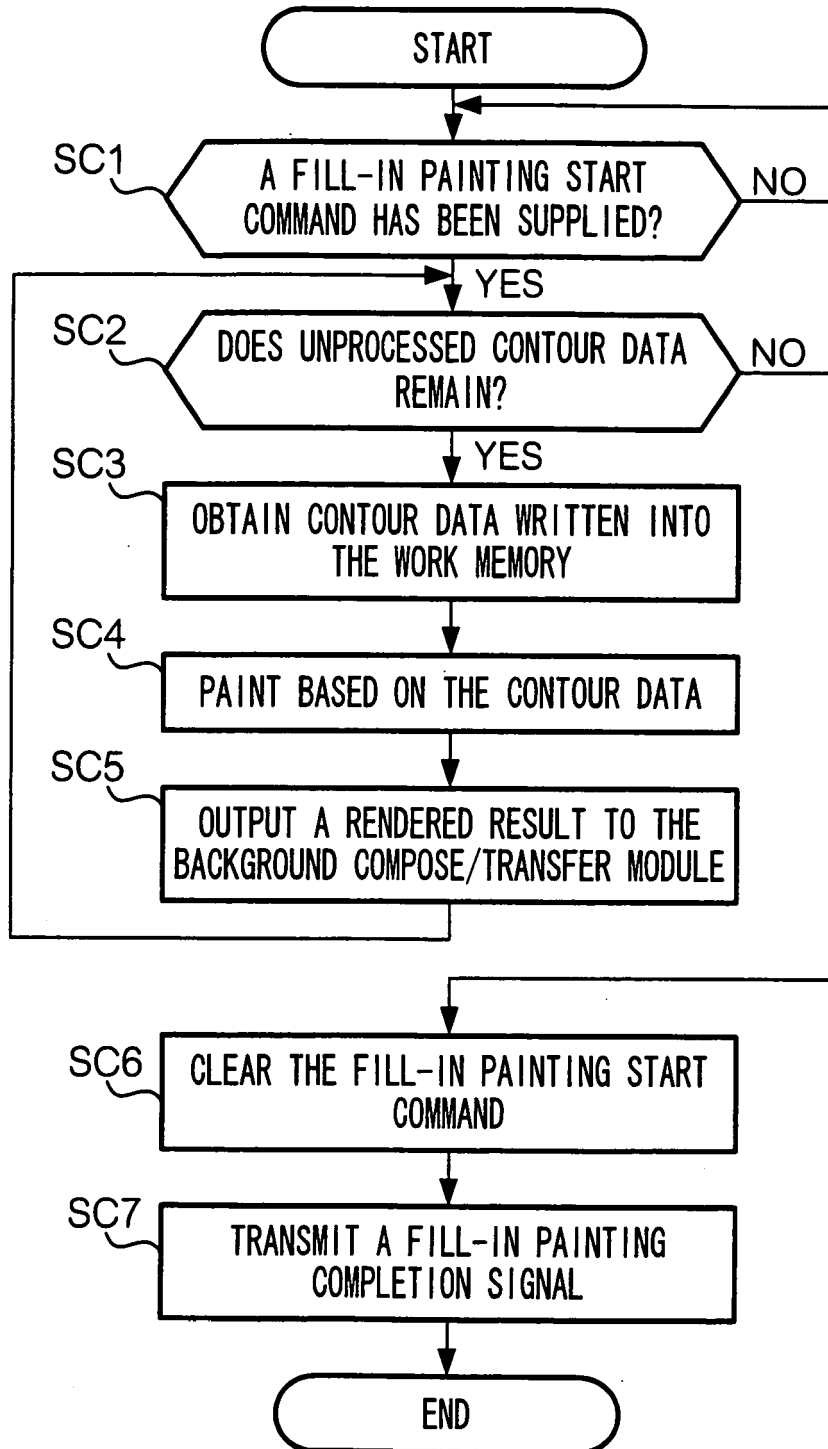 START
SC1
A FILL-IN PAINTING START
COMMAND HAS BEEN SUPPLIED?
NO
YES
SC2
DOES UNPROCESSED CONTOUR DATA
REMAIN?
NO
YES
SC3
OBTAIN CONTOUR DATA WRITTEN INTO
THE WORK MEMORY
SC4
PAINT BASED ON THE CONTOUR DATA
SC5
OUTPUT A RENDERED RESULT TO THE
BACKGROUND COMPOSE/TRANSFER MODULE
SC6
CLEAR THE FILL-IN PAINTING START
COMMAND
SC7
TRANSMIT A FILL-IN PAINTING
COMPLETION SIGNAL
END